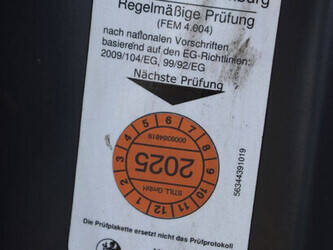 Regelmäßige Prüfung
(FEM 4.004)
nach nationalen Vorschriften
basierend auf den EG-Richtlinien:
2009/104/EG, 99/92/EG
Nächste Prüfung
1 2 3 4 5 6 7 8 9 10 11 12
0000084819
2025
STILL GmbH
56344391019
Die Prüfplakette ersetzt nicht das Prüfprotokoll